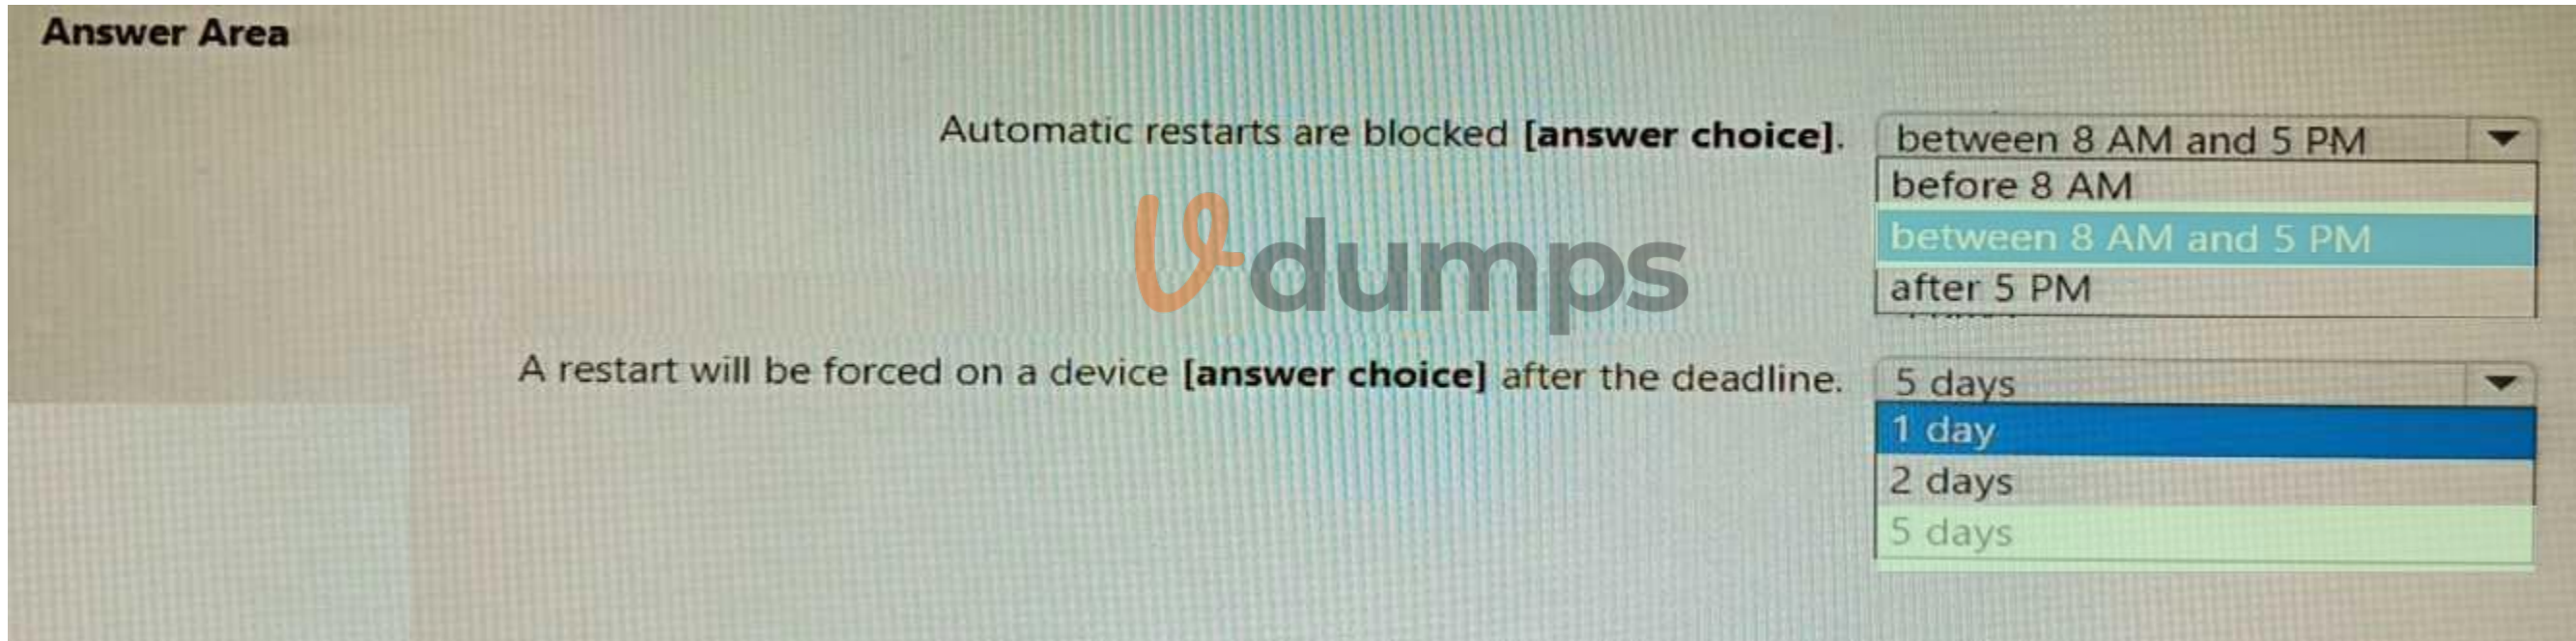 Answer Area
Automatic restarts are blocked [answer choice].
between 8 AM and 5 PM
before 8 AM
between 8 AM and 5 PM
after 5 PM
dumps
A restart will be forced on a device [answer choice] after the deadline.
5 days
1 day
2 days
5 days